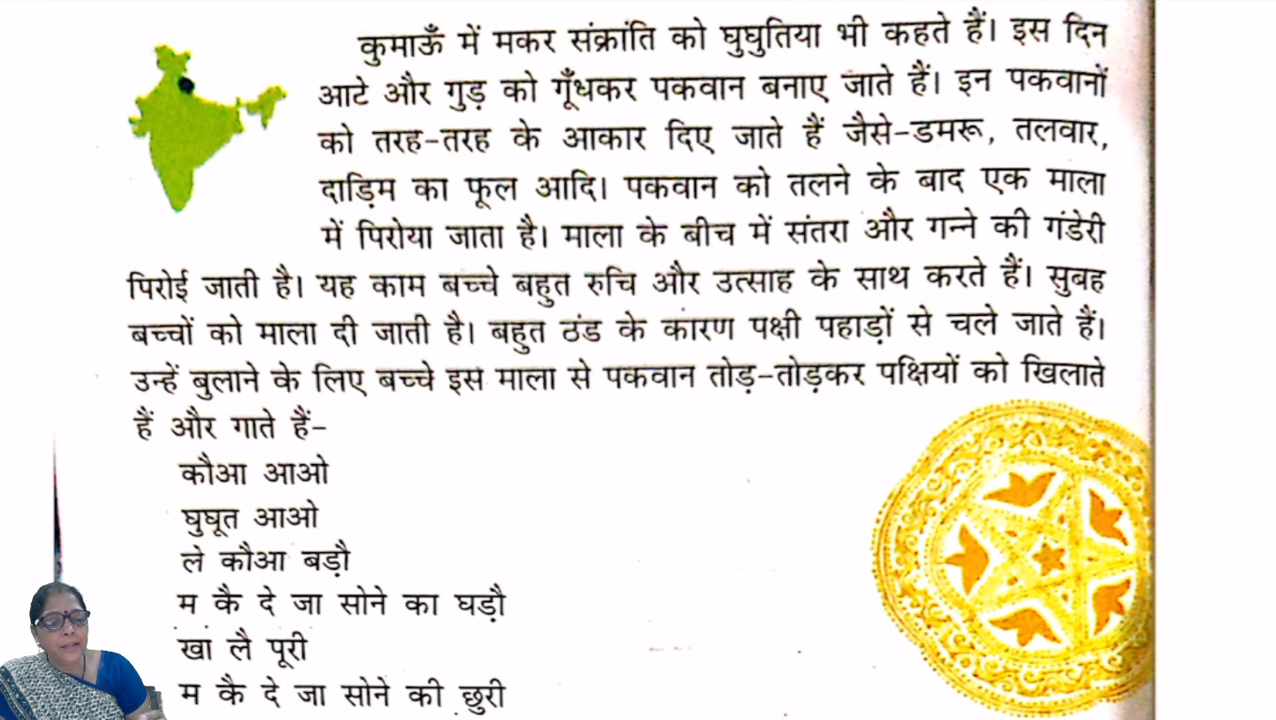 कुमाऊँ में मकर संक्रांति को घुघुतिया भी कहते हैं। इस दिन
आटे और गुड़ को गूँधकर पकवान बनाए जाते हैं। इन पकवानों
को तरह-तरह के आकार दिए जाते हैं जैसे-डमरू, तलवार,
दाड़िम का फूल आदि। पकवान को तलने के बाद एक माला
में पिरोया जाता है। माला के बीच में संतरा और गन्ने की गंडेरी
पिरोई जाती है। यह काम बच्चे बहुत रुचि और उत्साह के साथ करते हैं। सुबह
बच्चों को माला दी जाती है। बहुत ठंड के कारण पक्षी पहाड़ों से चले जाते हैं।
उन्हें बुलाने के लिए बच्चे इस माला से पकवान तोड़-तोड़कर पक्षियों को खिलाते
हैं और गाते हैं-
कौआ आओ
घुघूत आओ
ले कौआ बड़ौ
म कै दे जा सोने का घड़ौ
खा लै पूरी
म कै दे जा सोने की छुरी